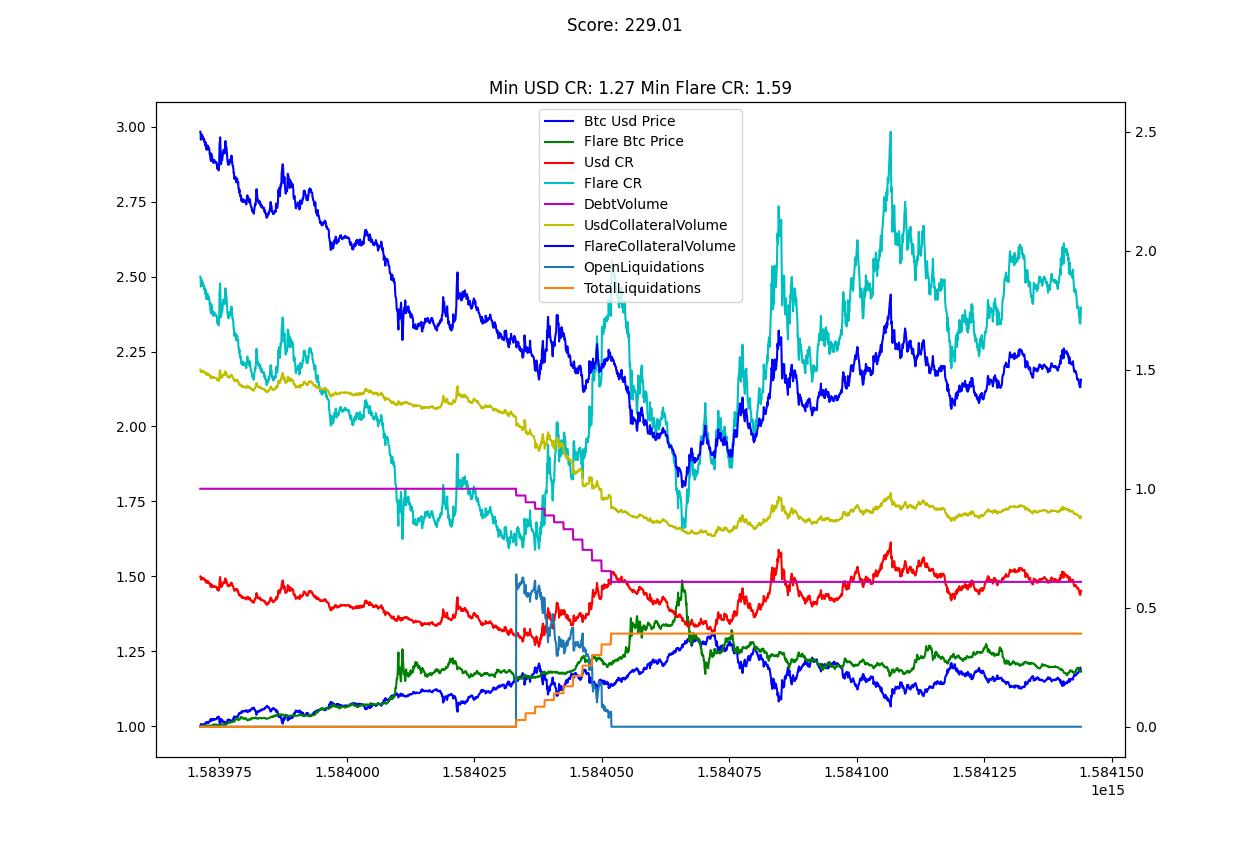 Score: 229.01
Min USD CR: 1.27 Min Flare CR: 1.59
3.00
2.75
2.50
2.25
2.00
1.75
1.50
1.25
1.00
Btc Usd Price
Flare Btc Price
Usd CR
Flare CR
DebtVolume
UsdCollateralVolume
FlareCollateralVolume
OpenLiquidations
TotalLiquidations
2.5
2.0
1.5
1.0
0.5
0.0
1.583975 1.584000 1.584025 1.584050 1.584075 1.584100 1.584125 1.584150
1e15